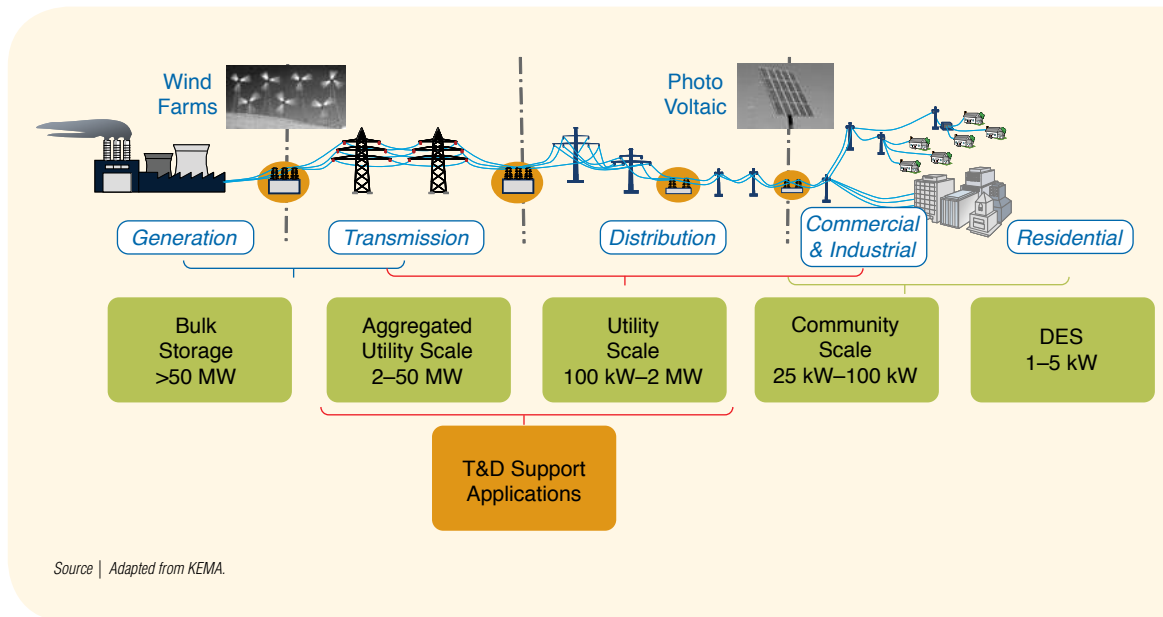 Wind
Farms
Photo
Voltaic
Generation
Transmission
Distribution
Commercial
& Industrial
Residential
Bulk
Storage
>50 MW
Aggregated
Utility Scale
2–50 MW
Utility
Scale
100 kW–2 MW
Community
Scale
25 kW–100 kW
DES
1–5 kW
T&D Support
Applications
Source | Adapted from KEMA.